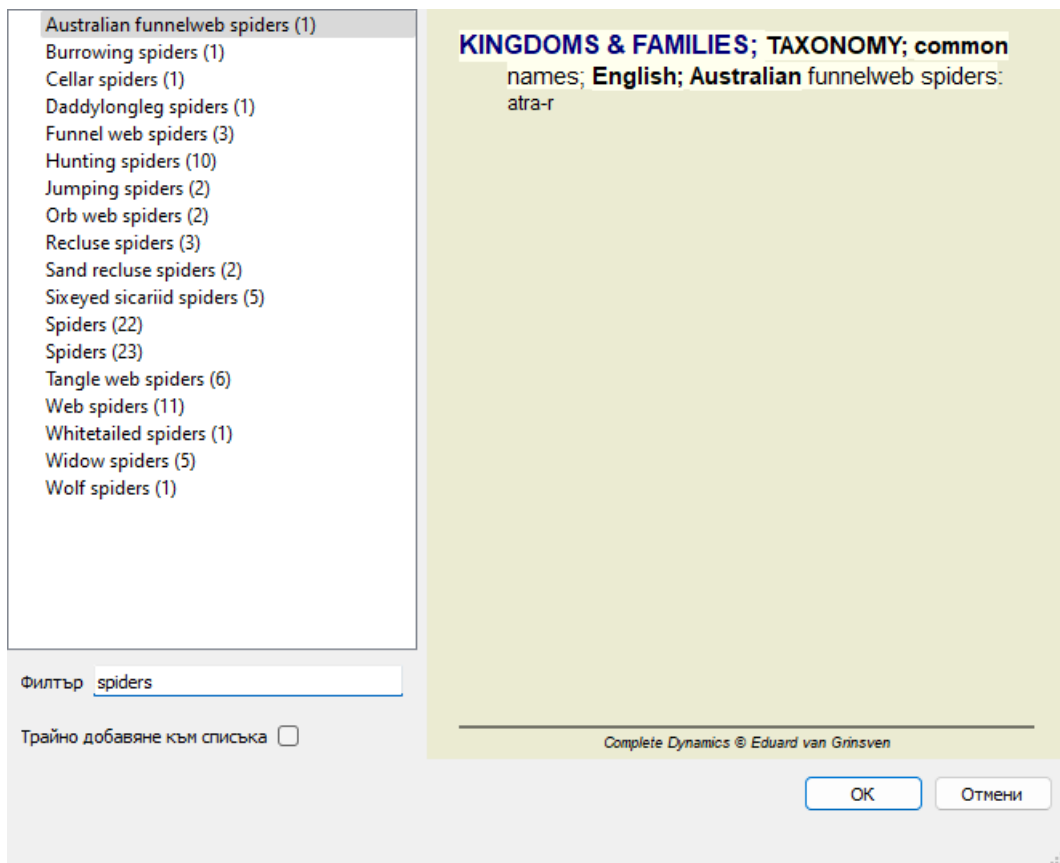 Australian funnelweb spiders (1)
Burrowing spiders (1)
Cellar spiders (1)
Daddylongleg spiders (1)
Funnel web spiders (3)
Hunting spiders (10)
Jumping spiders (2)
Orb web spiders (2)
Recluse spiders (3)
Sand recluse spiders (2)
Sixeyed sicariid spiders (5)
Spiders (22)
Spiders (23)
Tangle web spiders (6)
Web spiders (11)
Whitetailed spiders (1)
Widow spiders (5)
Wolf spiders (1)
Филтър spiders
Трайно добавяне към списъка
KINGDOMS & FAMILIES; TAXONOMY; common
names; English; Australian funnelweb spiders:
atra-r
Complete Dynamics © Eduard van Grinsven
OK
Отмени